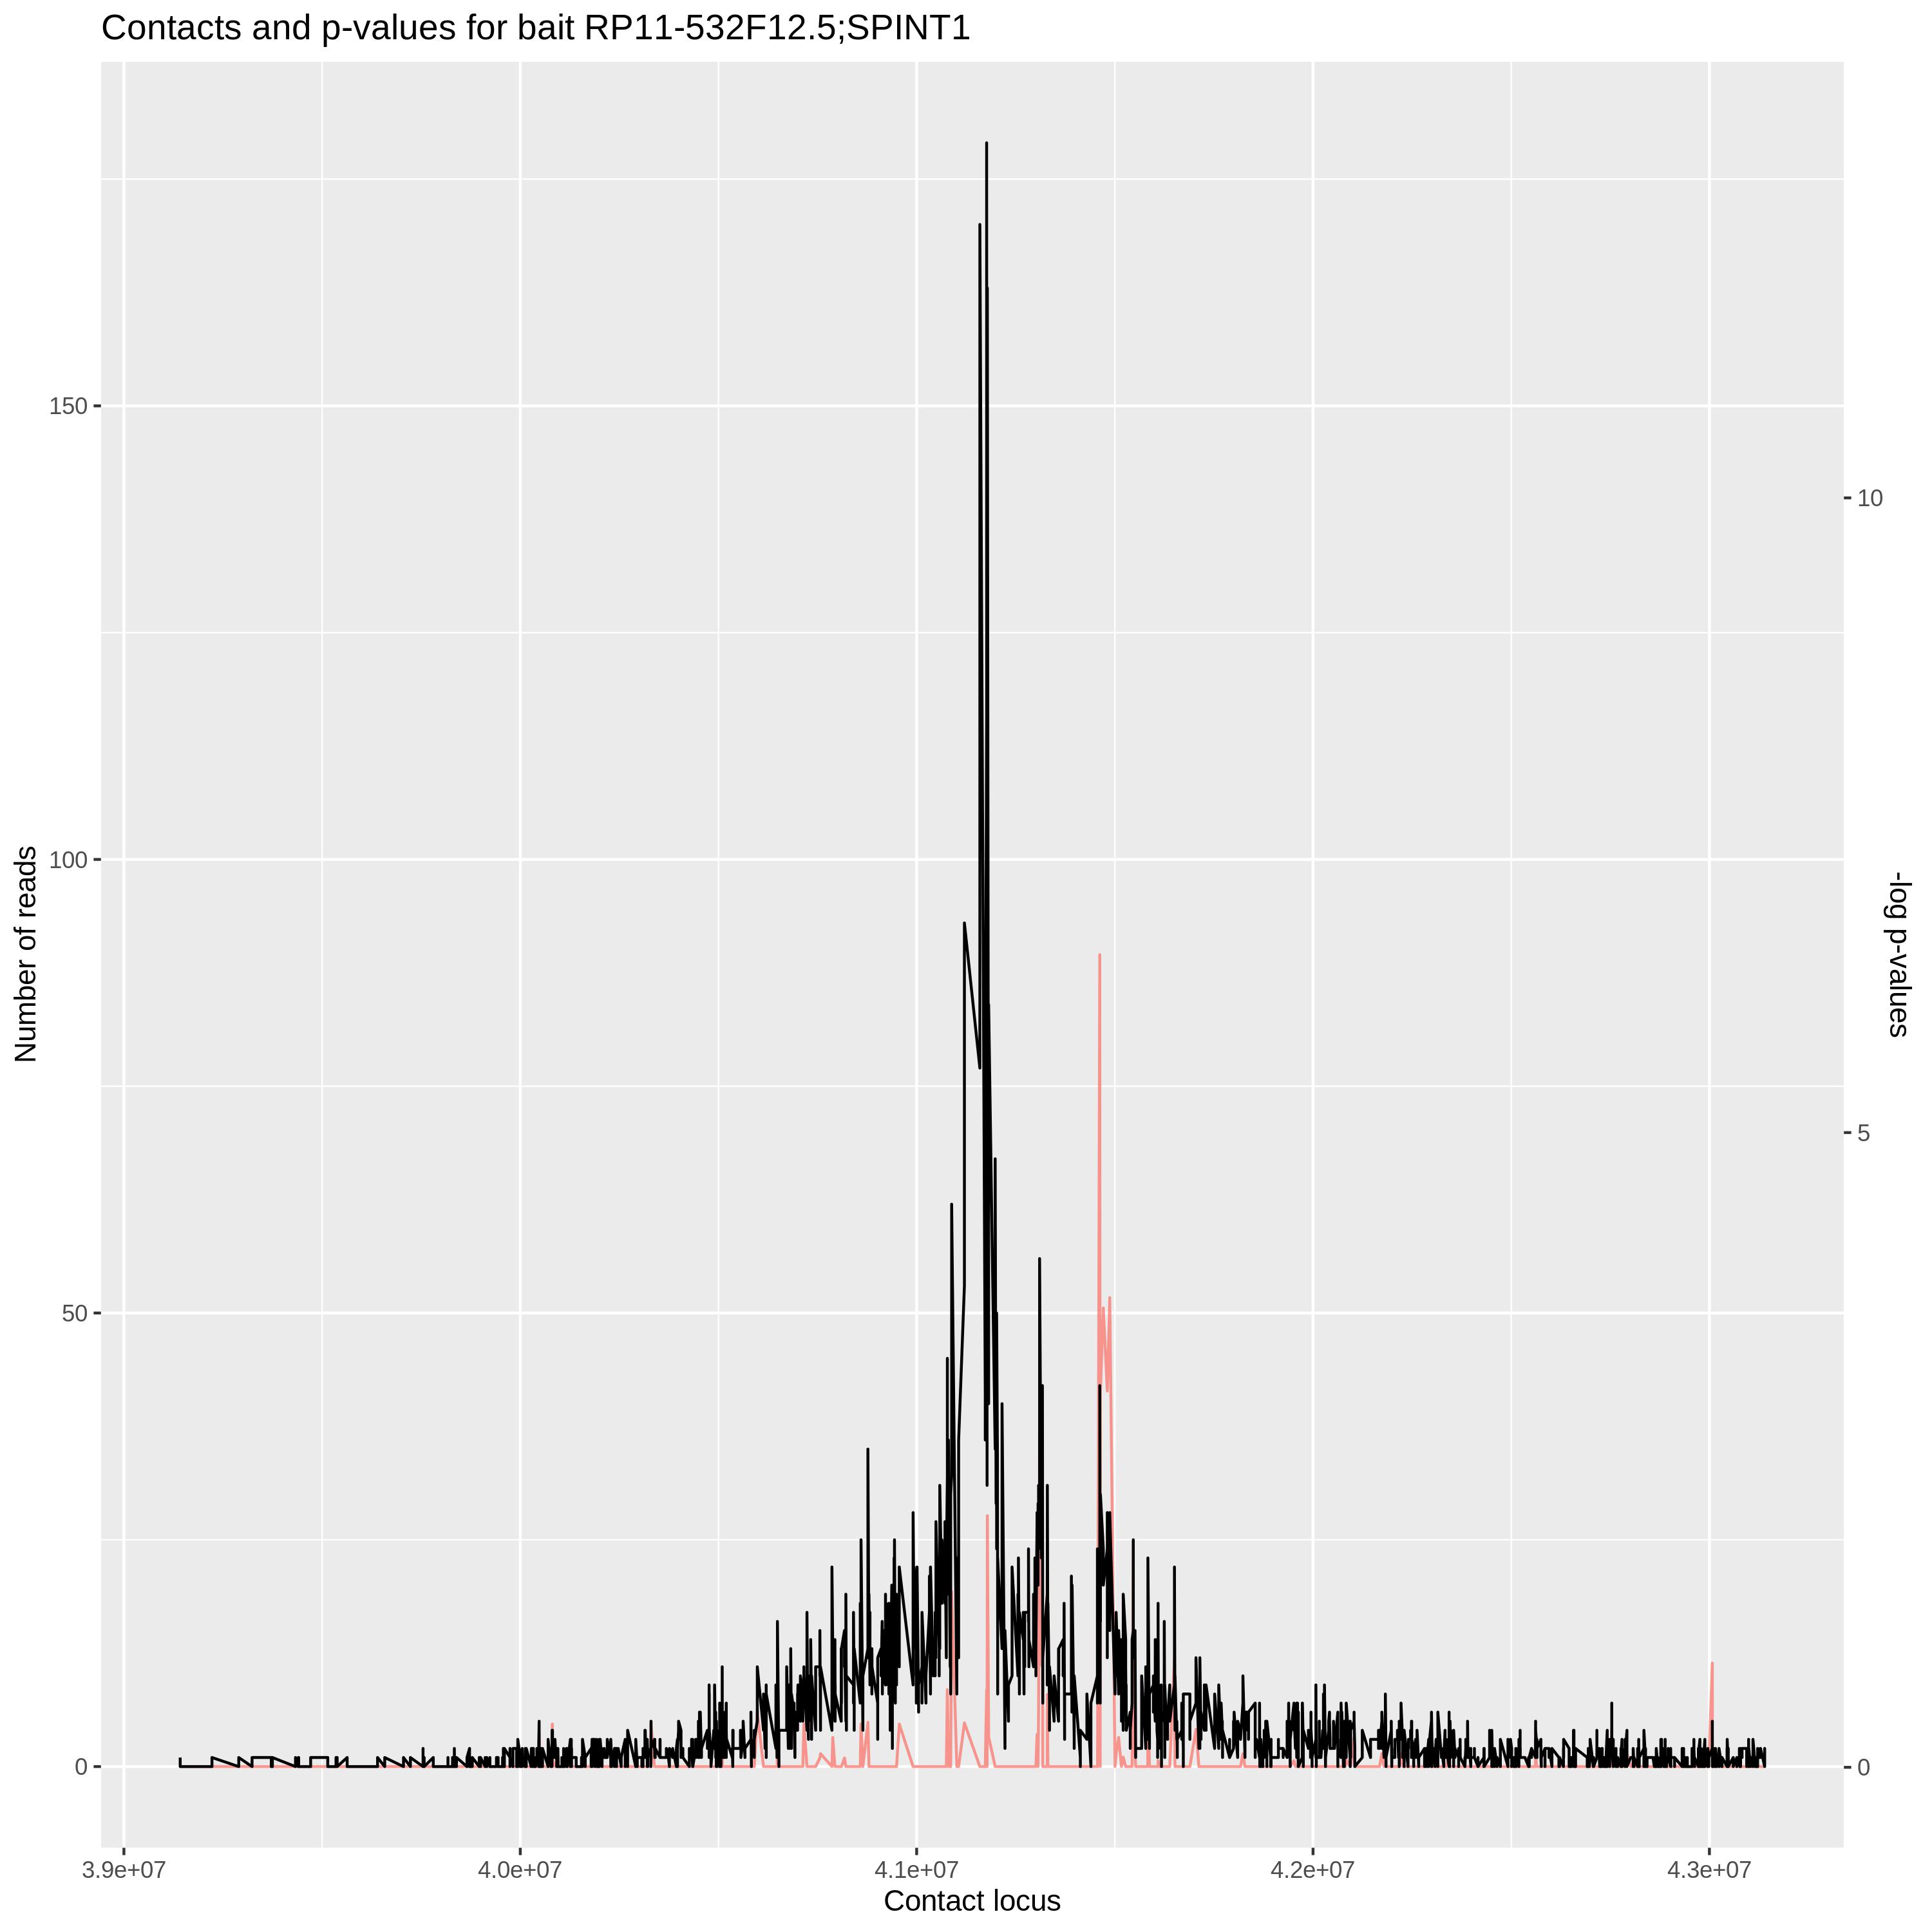 Contacts and p-values for bait RP11-532F12.5;SPINT1
150
100
50
0
Number of reads
10
5
0
-log p-values
3.9e+07 4.0e+07 4.1e+07 4.2e+07 4.3e+07
Contact locus